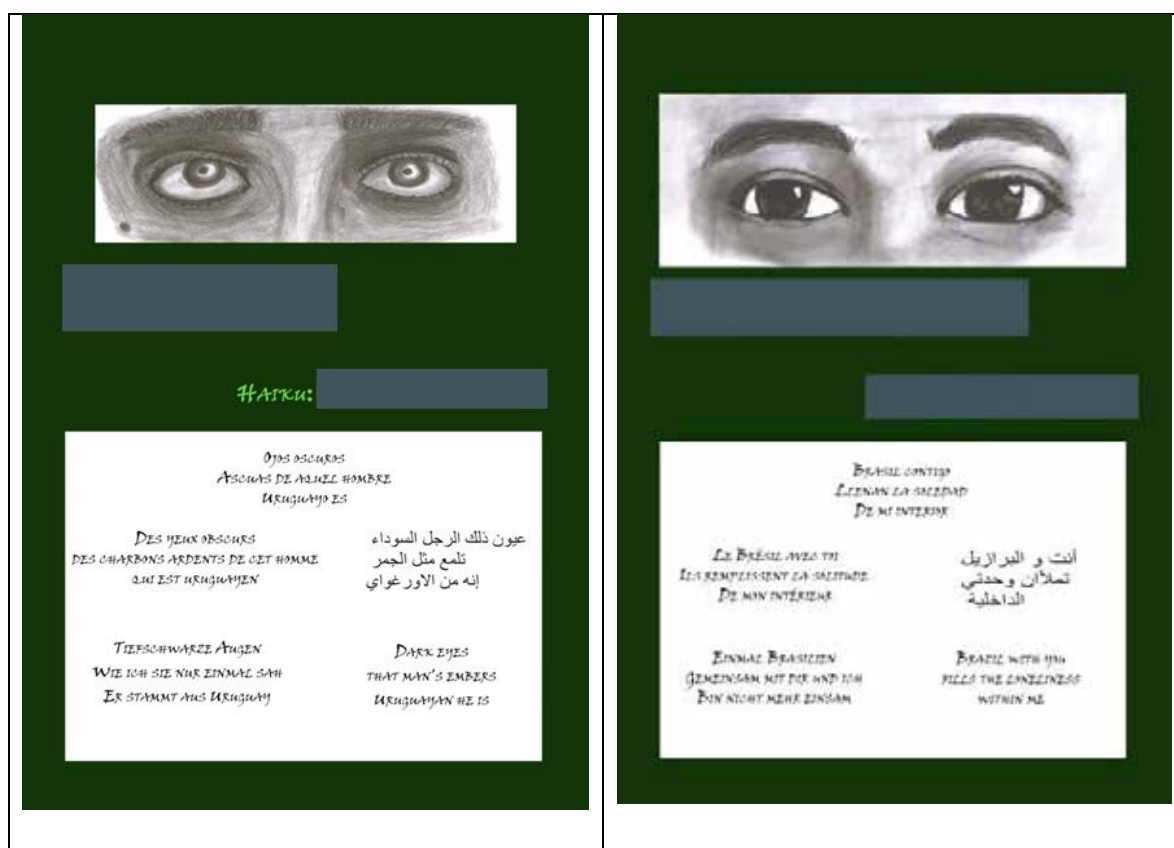 Haiku:
Ojos oscuros
Ascuas de aquel hombre
Uruguayo es
Des yeux obscurs
des charbons ardents de cet homme
qui est uruguayen
عيون ذلك الرجل السوداء
تلمع مثل الجمر
إنه من الاورغواي
Tiefschwarze Augen
Wie ich sie nur einmal sah
Er stammt aus Uruguay
Dark eyes
that man's embers
Uruguayan he is
Brasil contigo
Llenan la soledad
De mi interior
Le Brésil avec toi
Ils remplissent la solitude
De mon intérieur
أنت و البرازيل
تملأان وحدتي
الداخلية
Einmal Brasilien
Gemeinsam mit dir und ich
Bin nicht mehr einsam
Brazil with you
fills the loneliness
within me